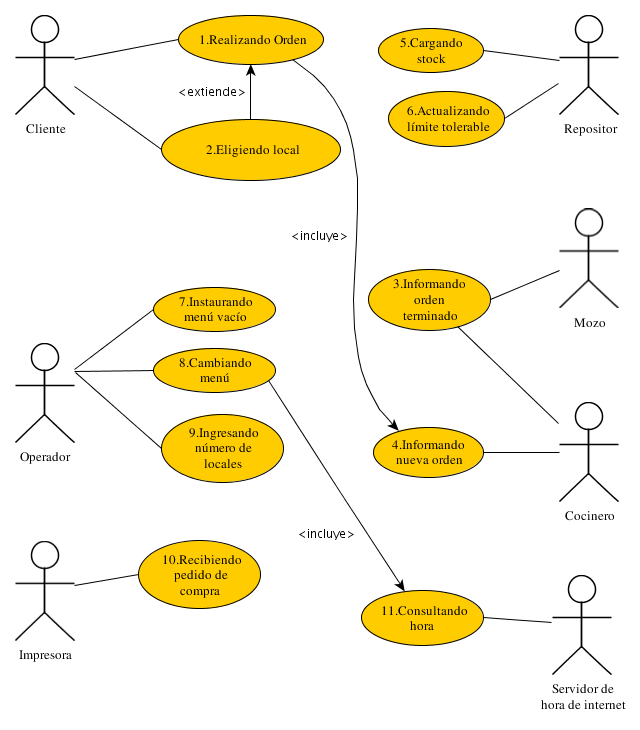 1.Realizando Orden
<extiende>
2.Eligiendo local
Cliente
5.Cargando
stock
6.Actualizando
límite tolerable
Repositor
<incluye>
3.Informando
orden
terminado
Mozo
7.Instaurando
menú vacío
8.Cambiando
menú
9.Ingresando
número de
locales
Operador
4.Informando
nueva orden
Cocinero
<incluye>
10.Recibiendo
pedido de
compra
Impresora
11.Consultando
hora
Servidor de
hora de internet